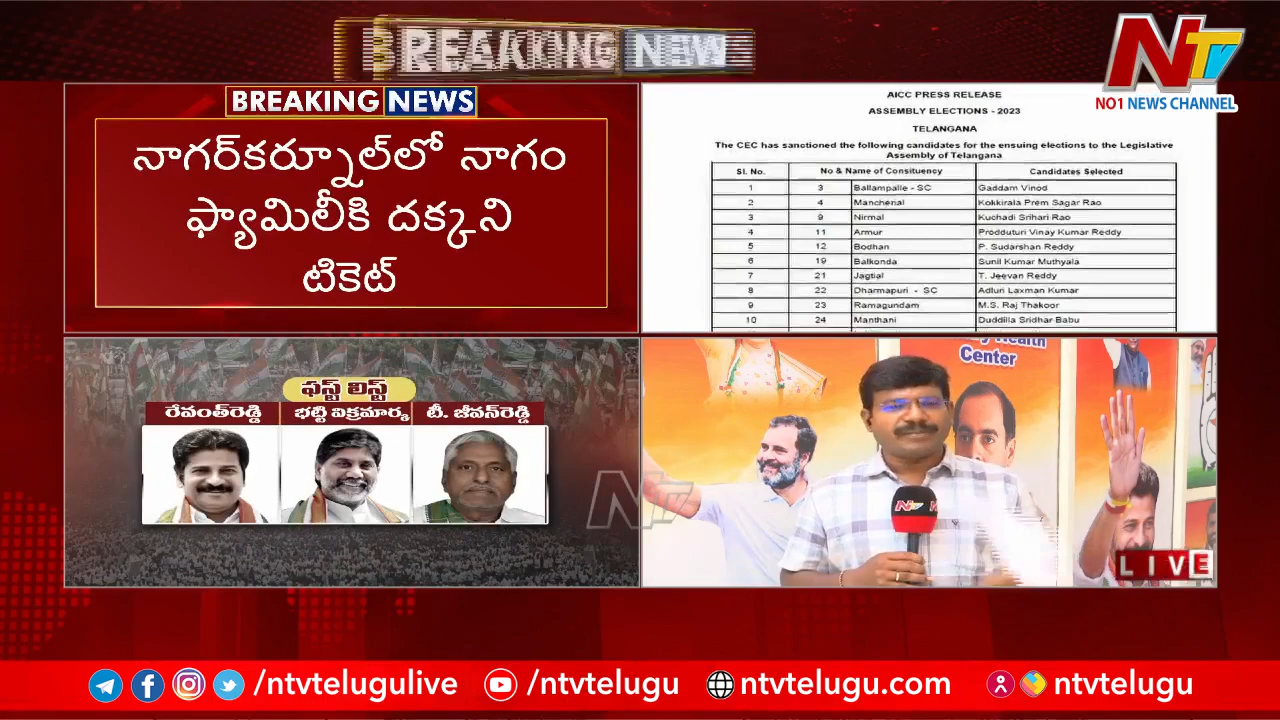 BREAKING NEWS
NTV
NO1 NEWS CHANNEL
BREAKING NEWS
నాగర్‌కర్నూల్‌లో నాగం
ఫ్యామిలీకి దక్కని
టికెట్
AICC PRESS RELEASE
ASSEMBLY ELECTIONS - 2023
TELANGANA
The CEC has sanctioned the following candidates for the ensuing elections to the Legislative
Assembly of Telangana
Sl. No. No & Name of Consituency Candidates Selected
1 3 Ballampalle - SC Gaddam Vinod
2 4 Mancherial Kokkirala Prem Sagar Rao
3 9 Nirmal Kuchadi Srihari Rao
4 11 Armur Prodduturi Vinay Kumar Reddy
5 12 Bodhan P. Sudarshan Reddy
6 19 Balkonda Sunil Kumar Muthyala
7 21 Jagtial T. Jeevan Reddy
8 22 Dharmapuri - SC Adluri Laxman Kumar
9 23 Ramagundam M.S. Raj Thakoor
10 24 Manthani Duddilla Sridhar Babu
ఫస్ట్ లిస్ట్
రేవంత్‌రెడ్డి భట్టి విక్రమార్క టీ. జీవన్‌రెడ్డి
NTV
Health
Center
LIVE
/ntvtelugulive /ntvtelugu ntvtelugu.com ntvtelugu